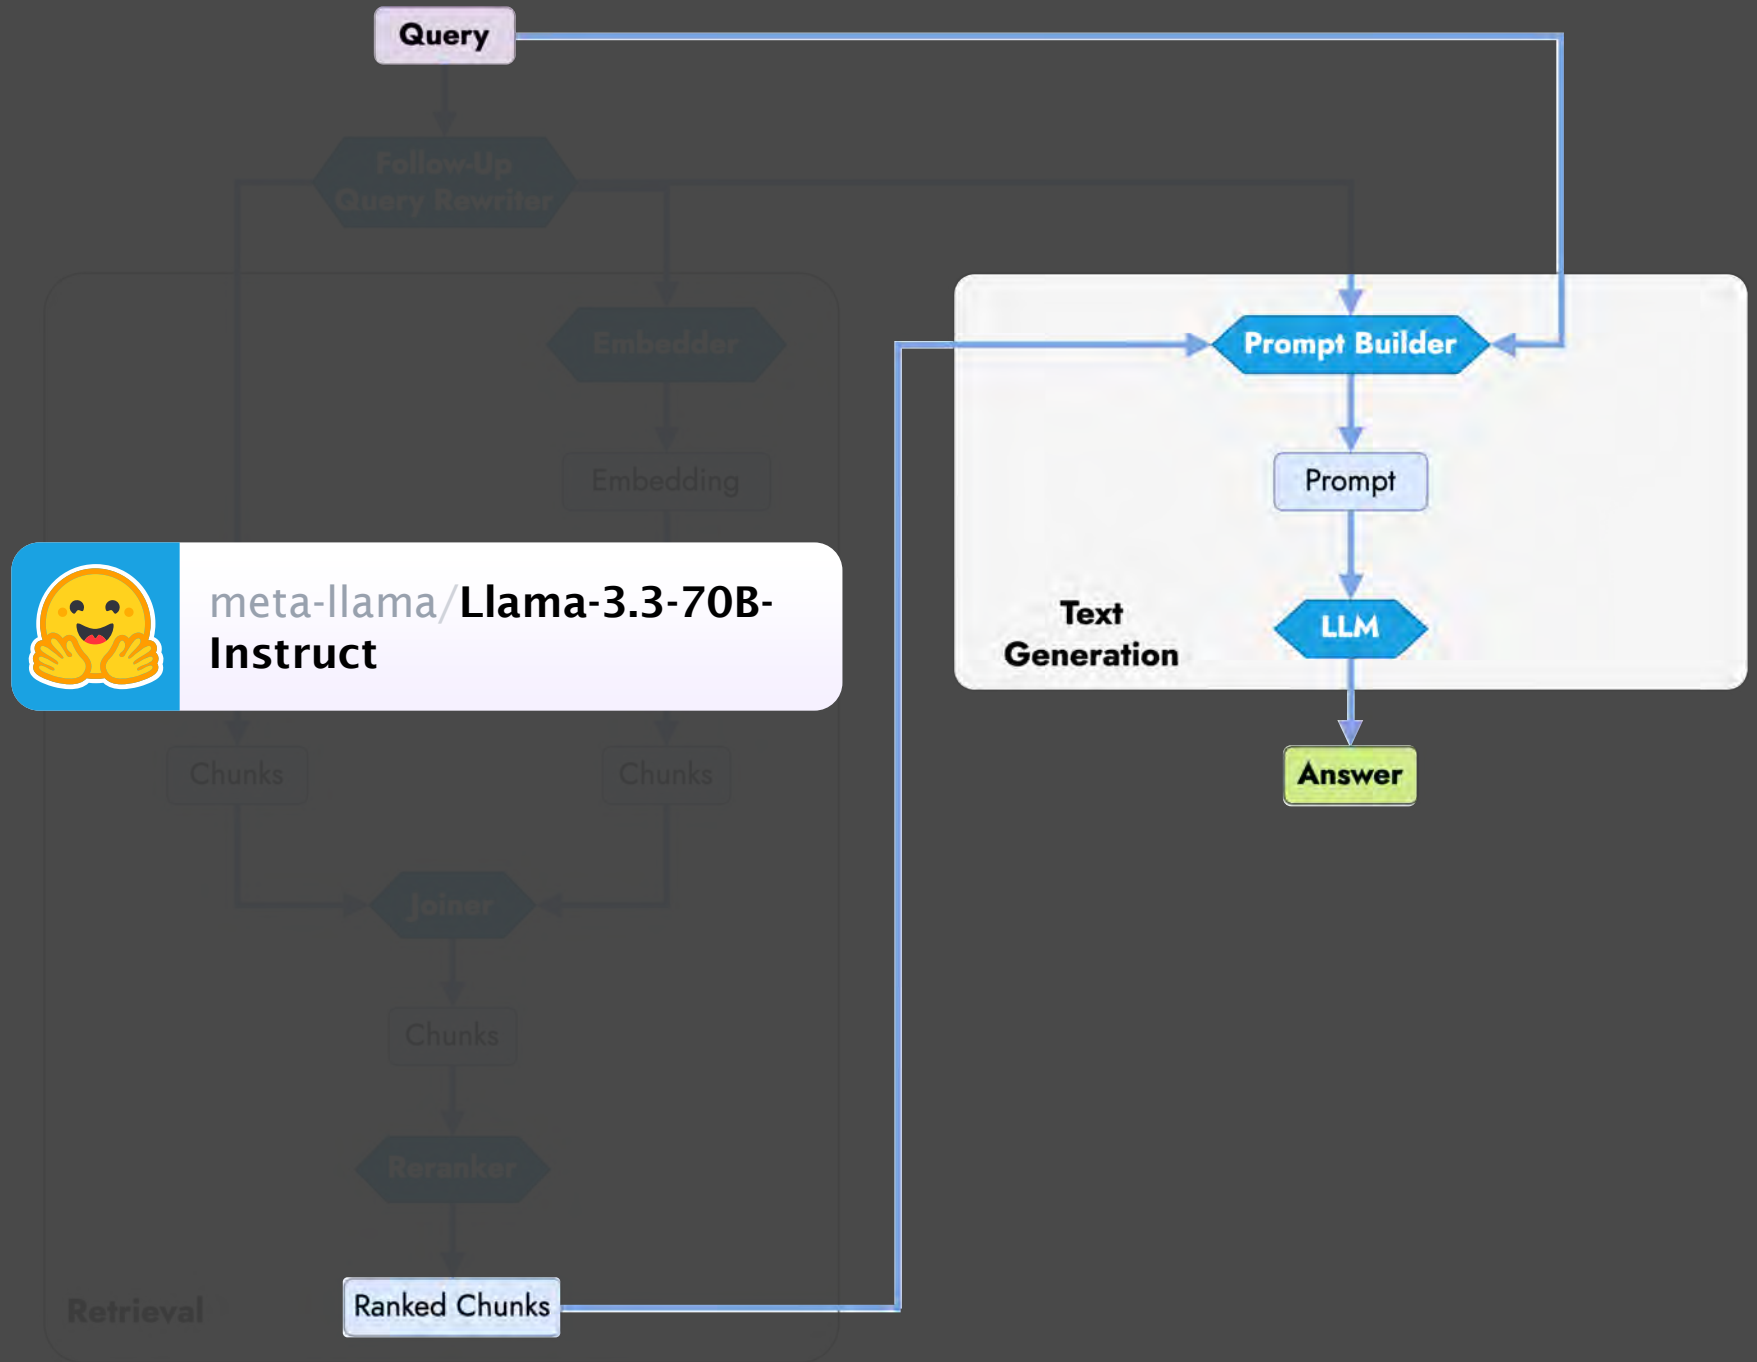 Query
Follow-Up
Query Rewriter
Embedder
Embedding
meta-llama/Llama-3.3-70B-
Instruct
Chunks
Chunks
Joiner
Chunks
Reranker
Ranked Chunks
Retrieval
Prompt Builder
Prompt
LLM
Text
Generation
Answer